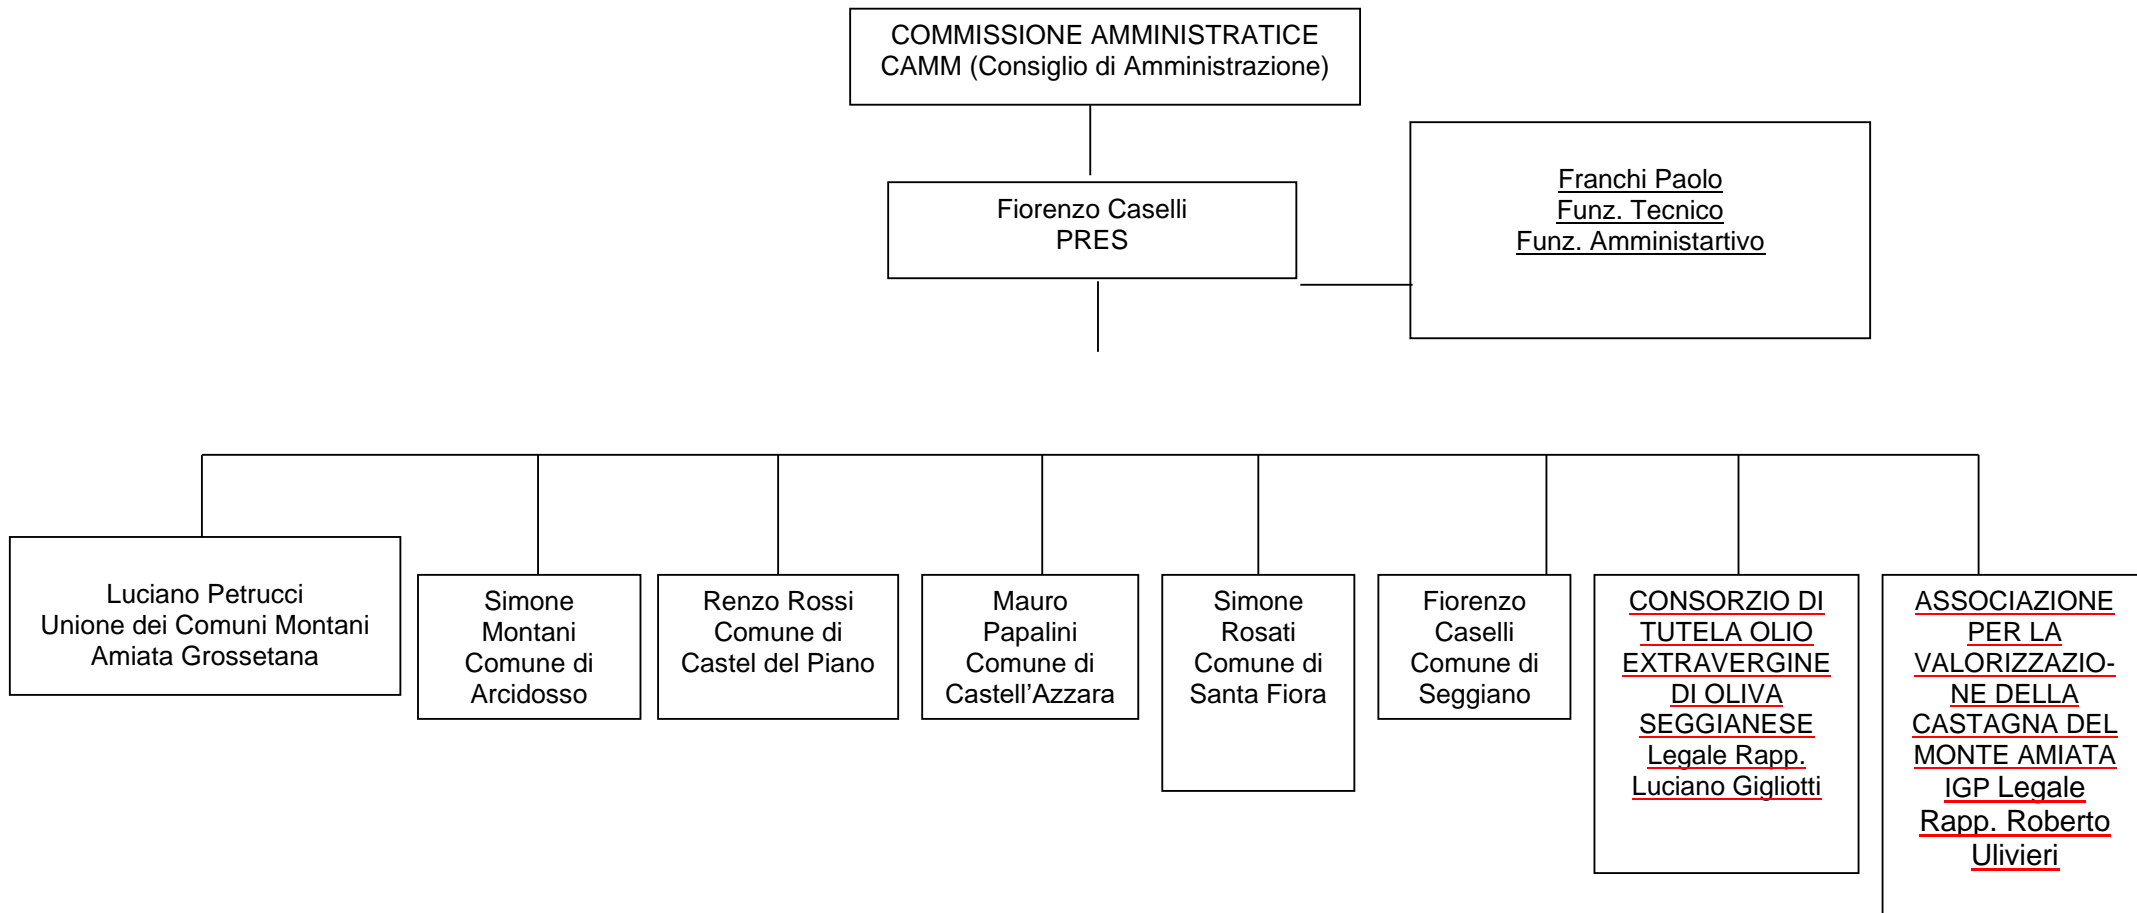 COMMISSIONE AMMINISTRATICE
CAMM (Consiglio di Amministrazione)
Fiorenzo Caselli
PRES
Franchi Paolo
Funz. Tecnico
Funz. Amministartivo
Luciano Petrucci
Unione dei Comuni Montani
Amiata Grossetana
Simone
Montani
Comune di
Arcidosso
Renzo Rossi
Comune di
Castel del Piano
Mauro
Papalini
Comune di
Castell'Azzara
Simone
Rosati
Comune di
Santa Fiora
Fiorenzo
Caselli
Comune di
Seggiano
CONSORZIO DI
TUTELA OLIO
EXTRAVERGINE
DI OLIVA
SEGGIANESE
Legale Rapp.
Luciano Gigliotti
ASSOCIAZIONE
PER LA
VALORIZZAZIO-
NE DELLA
CASTAGNA DEL
MONTE AMIATA
IGP Legale
Rapp. Roberto
Ulivieri